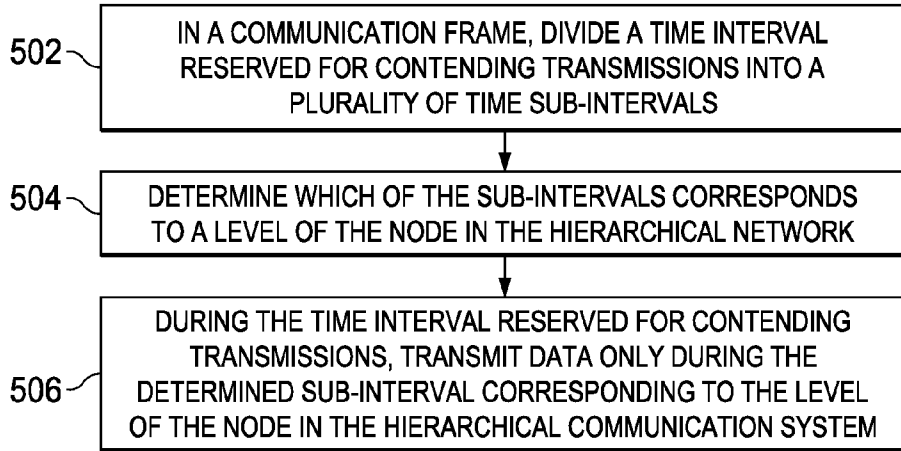 502
IN A COMMUNICATION FRAME, DIVIDE A TIME INTERVAL
RESERVED FOR CONTENDING TRANSMISSIONS INTO A
PLURALITY OF TIME SUB-INTERVALS
504
DETERMINE WHICH OF THE SUB-INTERVALS CORRESPONDS
TO A LEVEL OF THE NODE IN THE HIERARCHICAL NETWORK
506
DURING THE TIME INTERVAL RESERVED FOR CONTENDING
TRANSMISSIONS, TRANSMIT DATA ONLY DURING THE
DETERMINED SUB-INTERVAL CORRESPONDING TO THE LEVEL
OF THE NODE IN THE HIERARCHICAL COMMUNICATION SYSTEM